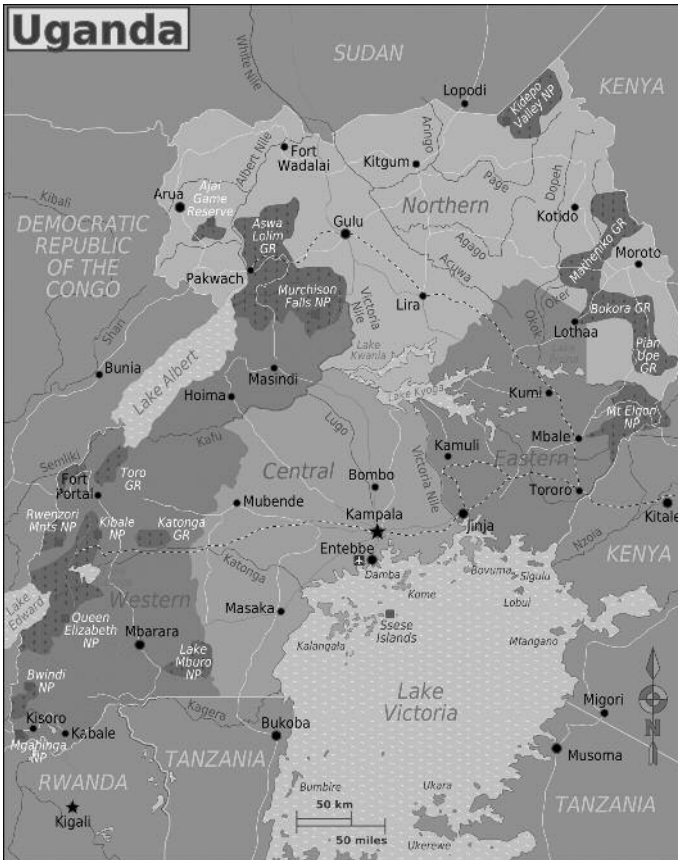 Uganda
SUDAN
KENYA
White Nile
Lopodi
Kidepo
Valley NP
Albert Nile
Fort
Wadalai
Aringo
Kitgum
Page
Dopeh
Kibali
Arua
Ajai
Game
Reserve
Northern
Kotido
DEMOCRATIC
REPUBLIC
OF THE
CONGO
Aswa
Lolim
GR
Gulu
Agago
Matheniko GR
Moroto
Pakwach
Acuwa
Murchison
Falls NP
Victoria
Nile
Lira
Okok
Oker
Bokora GR
Lothaa
Shari
Lake
Kwania
Pian
Upe
GR
Bunia
Lake Albert
Masindi
Hoima
Lake Kyoga
Kumi
Mt Elgon
NP
Lugo
Mbale
Kafu
Kamuli
Semliki
Toro
GR
Central
Eastern
Fort
Portal
Bombo
Victoria Nile
Tororo
Mubende
Kampala
Kitale
Rwenzori
Mnts NP
Kibale
NP
Katonga
GR
Jinja
Nzoia
Entebbe
KENYA
Katonga
Damba
Bovuma
Sigulu
Lake
Edward
Western
Kome
Lobui
Masaka
Queen
Elizabeth
NP
Ssese
Islands
Mfangano
Mbarara
Kalangala
Lake
Mburo
NP
Bwindi
NP
Lake
Victoria
Kagera
Migori
N
Kisoro
Kabale
Bukoba
Mgahinga
NP
Musoma
TANZANIA
RWANDA
Bumbire
Ukara
TANZANIA
50 km
Kigali
50 miles
Ukerewe